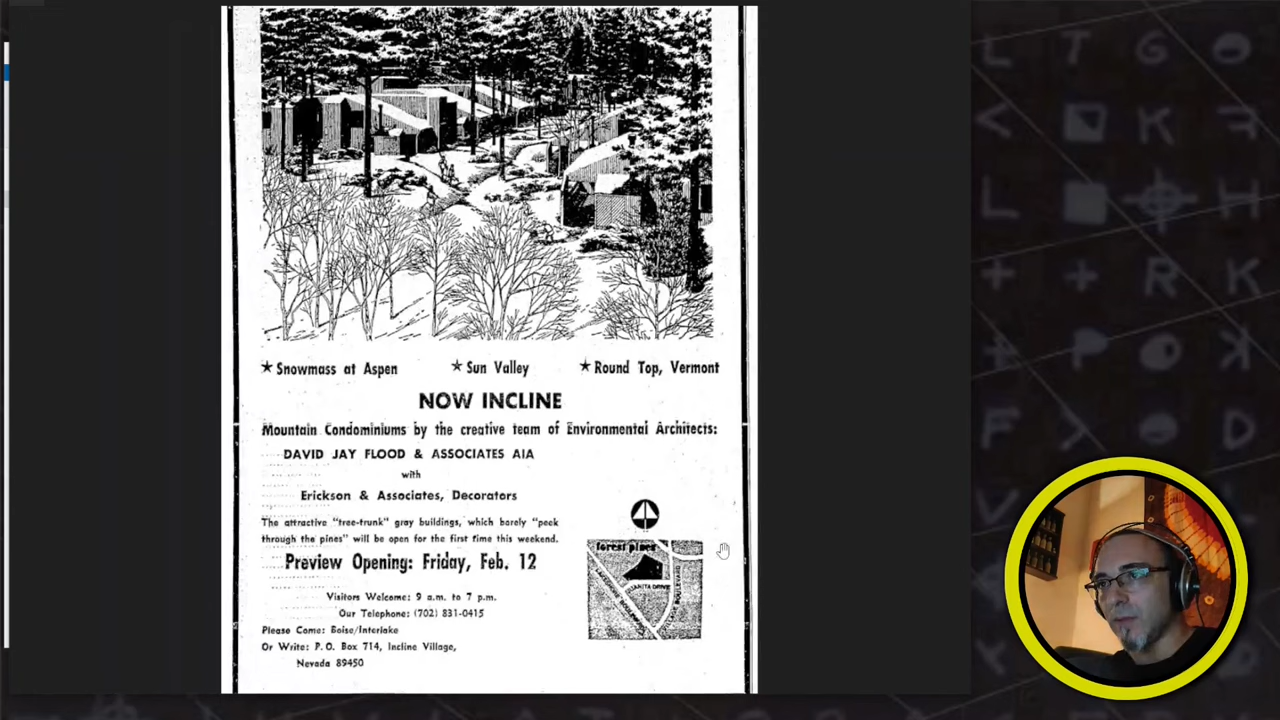 ★ Snowmass at Aspen ★ Sun Valley ★ Round Top, Vermont
NOW INCLINE
Mountain Condominiums by the creative team of Environmental Architects:
DAVID JAY FLOOD & ASSOCIATES AIA
with
Erickson & Associates, Decorators
The attractive "tree-trunk" gray buildings, which barely "peek
through the pines" will be open for the first time this weekend.
Preview Opening: Friday, Feb. 12
Visitors Welcome: 9 a.m. to 7 p.m.
Our Telephone: (702) 831-0415
Please Come: Boise/Interlake
Or Write: P. O. Box 714, Incline Village,
Nevada 89450
forest pines
DRIVE
BOULEVARD
L T G
K
L H
+ + R K
P
F D